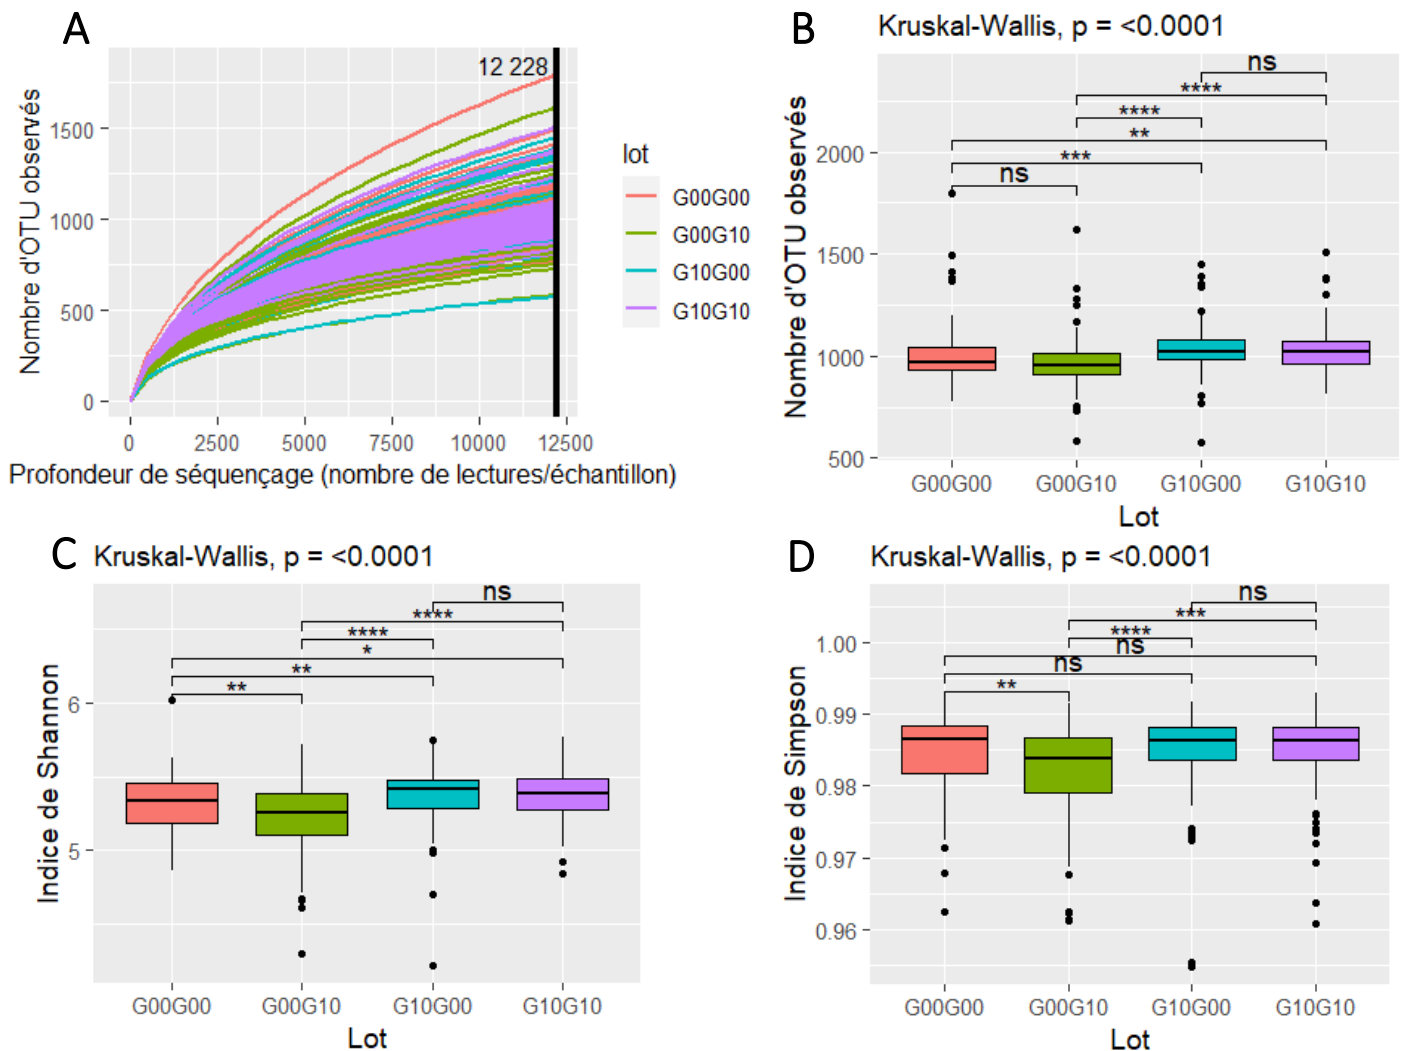 A
12 228
Nombre d'OTU observés
1500
1000
500
0
0 2500 5000 7500 10000 12500
Profondeur de séquençage (nombre de lectures/échantillon)
lot
G00G00
G00G10
G10G00
G10G10
B
Kruskal-Wallis, p = <0.0001
ns
****
****
**
***
ns
Nombre d'OTU observés
2000
1500
1000
500
G00G00 G00G10 G10G00 G10G10
Lot
C
Kruskal-Wallis, p = <0.0001
ns
****
****
*
**
**
Indice de Shannon
6
5
G00G00 G00G10 G10G00 G10G10
Lot
D
Kruskal-Wallis, p = <0.0001
ns
***
****
ns
ns
**
Indice de Simpson
1.00
0.99
0.98
0.97
0.96
G00G00 G00G10 G10G00 G10G10
Lot